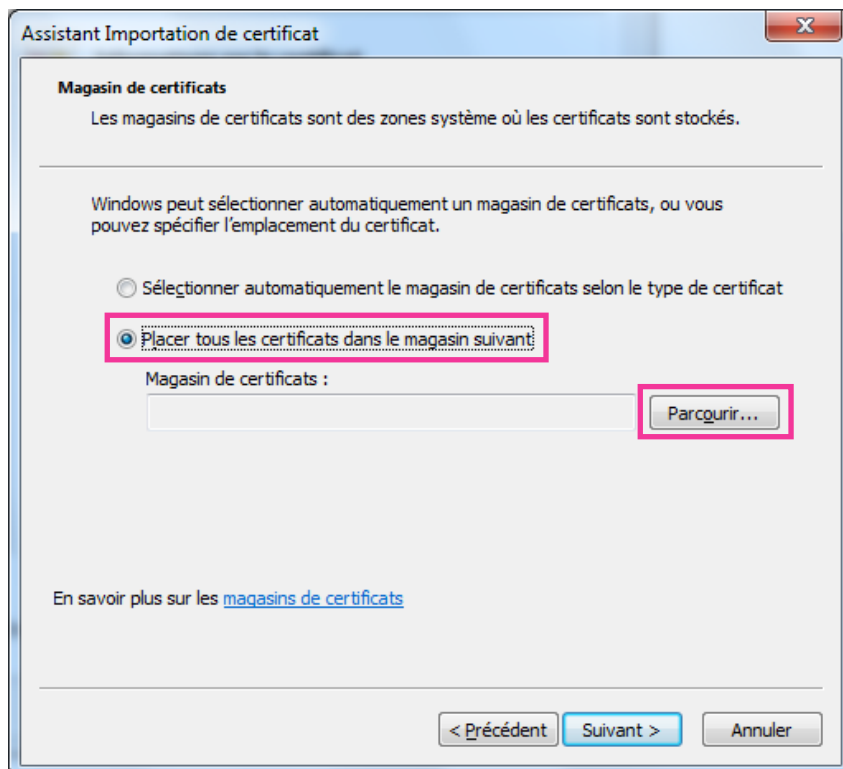 Assistant Importation de certificat
Magasin de certificats
Les magasins de certificats sont des zones système où les certificats sont stockés.
Windows peut sélectionner automatiquement un magasin de certificats, ou vous
pouvez spécifier l'emplacement du certificat.
Sélectionner automatiquement le magasin de certificats selon le type de certificat
Placer tous les certificats dans le magasin suivant
Magasin de certificats :
Parcourir...
En savoir plus sur les magasins de certificats
< Précédent Suivant > Annuler